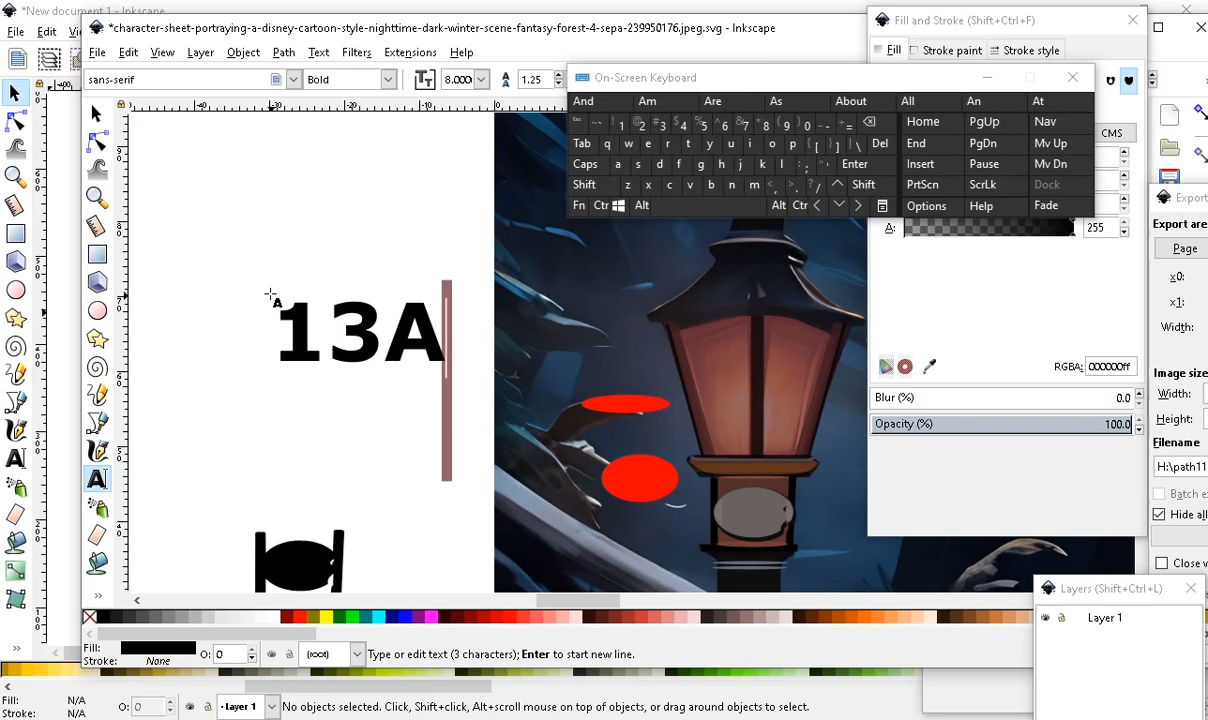 *New document 1 - Inkscape
File
Edit
*character-sheet-portraying-a-disney-cartoon-style-nighttime-dark-winter-scene-fantasy-forest-4-sepa-239950176.jpeg.svg - Inkscape
File Edit View Layer Object Path Text Filters Extensions Help
sans-serif Bold 8.000 1.25
Fill and Stroke (Shift+Ctrl+F)
Fill Stroke paint Stroke style
CMS
A: 255
RGBA: 000000ff
Blur (%) 0.0
Opacity (%) 100.0
On-Screen Keyboard
And Am Are As About All An At
Home PgUp Nav
Tab q w e r t y u i o p Del End PgDn Mv Up
Caps a s d f g h j k l Enter Insert Pause Mv Dn
Shift z x c v b n m Shift PrtScn ScrLk Dock
Fn Ctr Alt Alt Ctr Options Help Fade
13A
Export
Export are
Page
x0:
x1:
Width:
Image size
Width:
Height:
Filename
H:\path11
Batch e
Hide all
Close v
Layers (Shift+Ctrl+L)
Layer 1
Fill:
Stroke: None
O: 0
(root)
Type or edit text (3 characters); Enter to start new line.
Fill: N/A
Stroke: N/A
O: 0
Layer 1
No objects selected. Click, Shift+click, Alt+scroll mouse on top of objects, or drag around objects to select.